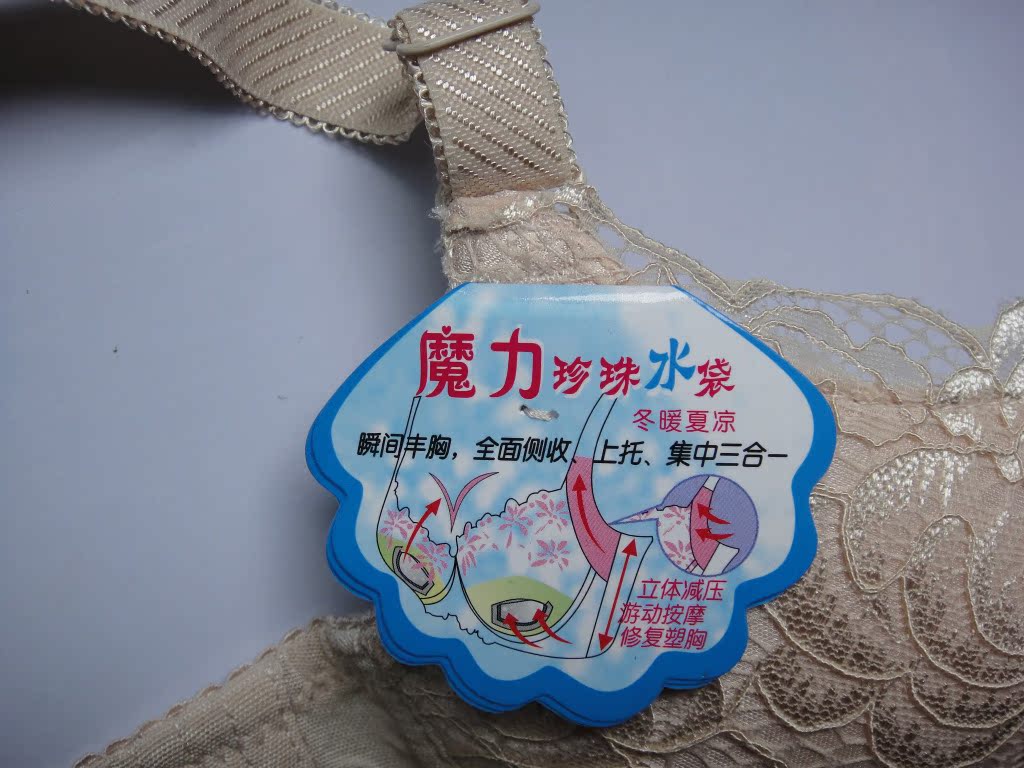 魔力珍珠水袋
冬暖夏凉
瞬间丰胸，全面侧收、上托、集中三合一
立体减压
游动按摩
修复塑胸